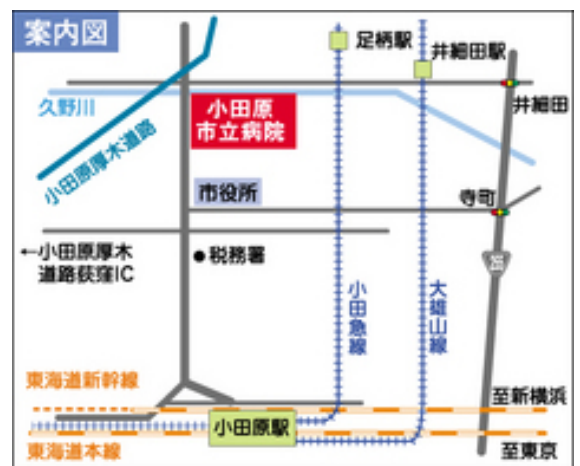 案内図
足柄駅
井細田駅
久野川
小田原
市立病院
井細田
小田原厚木道路
市役所
寺町
←小田原厚木
道路荻窪IC
●税務署
255
小田急線
大雄山線
東海道新幹線
至新横浜
小田原駅
東海道本線
至東京